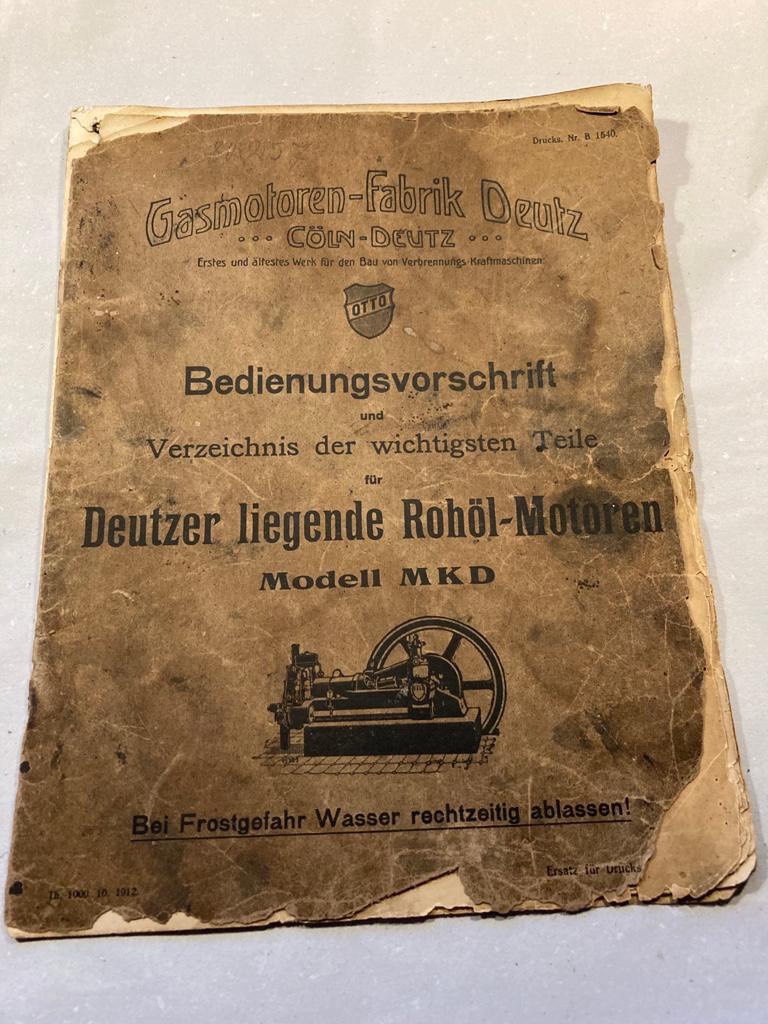 Drucks. Nr. B 1540.
Gasmotoren-Fabrik Deutz
CÖLN-DEUTZ
Erstes und ältestes Werk für den Bau von Verbrennungs-Kraftmaschinen.
OTTO
Bedienungsvorschrift
und
Verzeichnis der wichtigsten Teile
für
Deutzer liegende Rohöl-Motoren
Modell MKD
Bei Frostgefahr Wasser rechtzeitig ablassen!
Ersatz für Drucks
1000. 10. 1912.